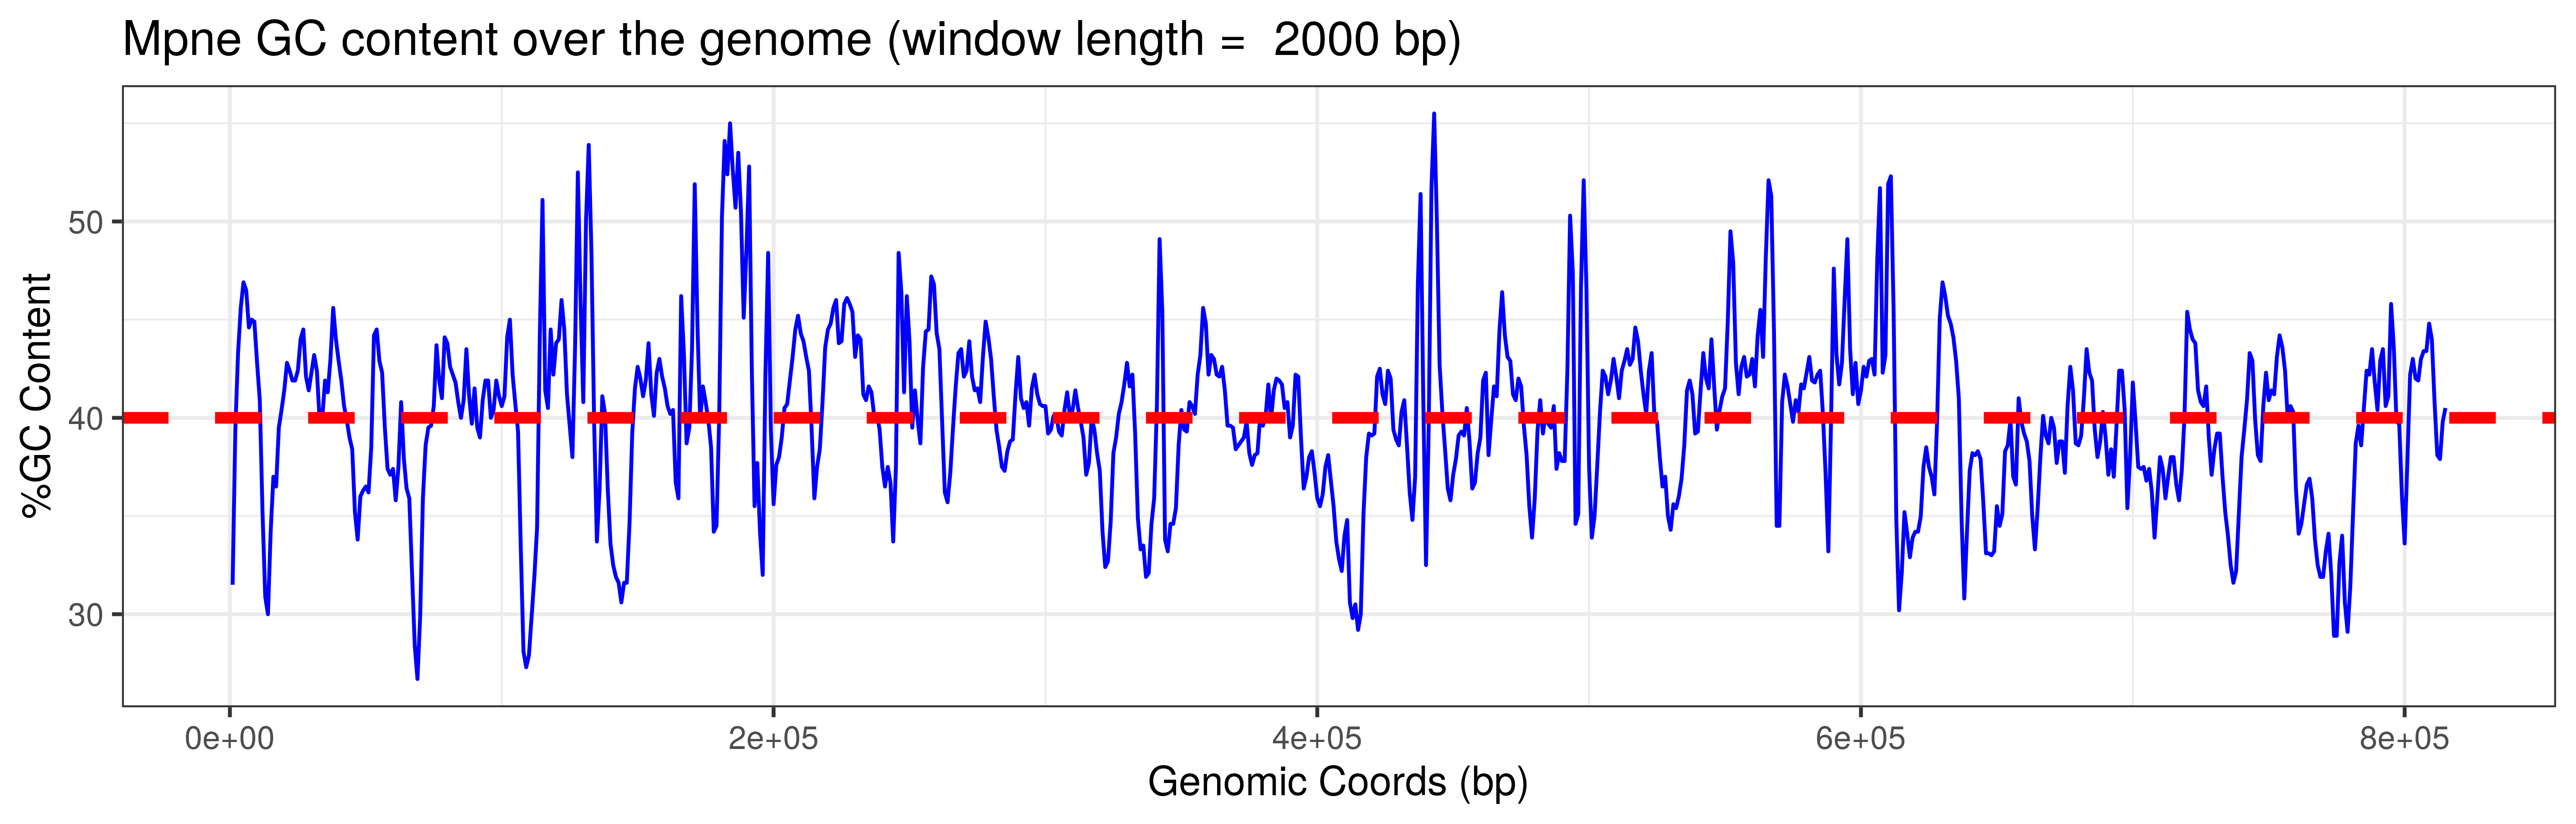 Mpne GC content over the genome (window length =  2000 bp)
%GC Content
50
40
30
0e+00 2e+05 4e+05 6e+05 8e+05
Genomic Coords (bp)